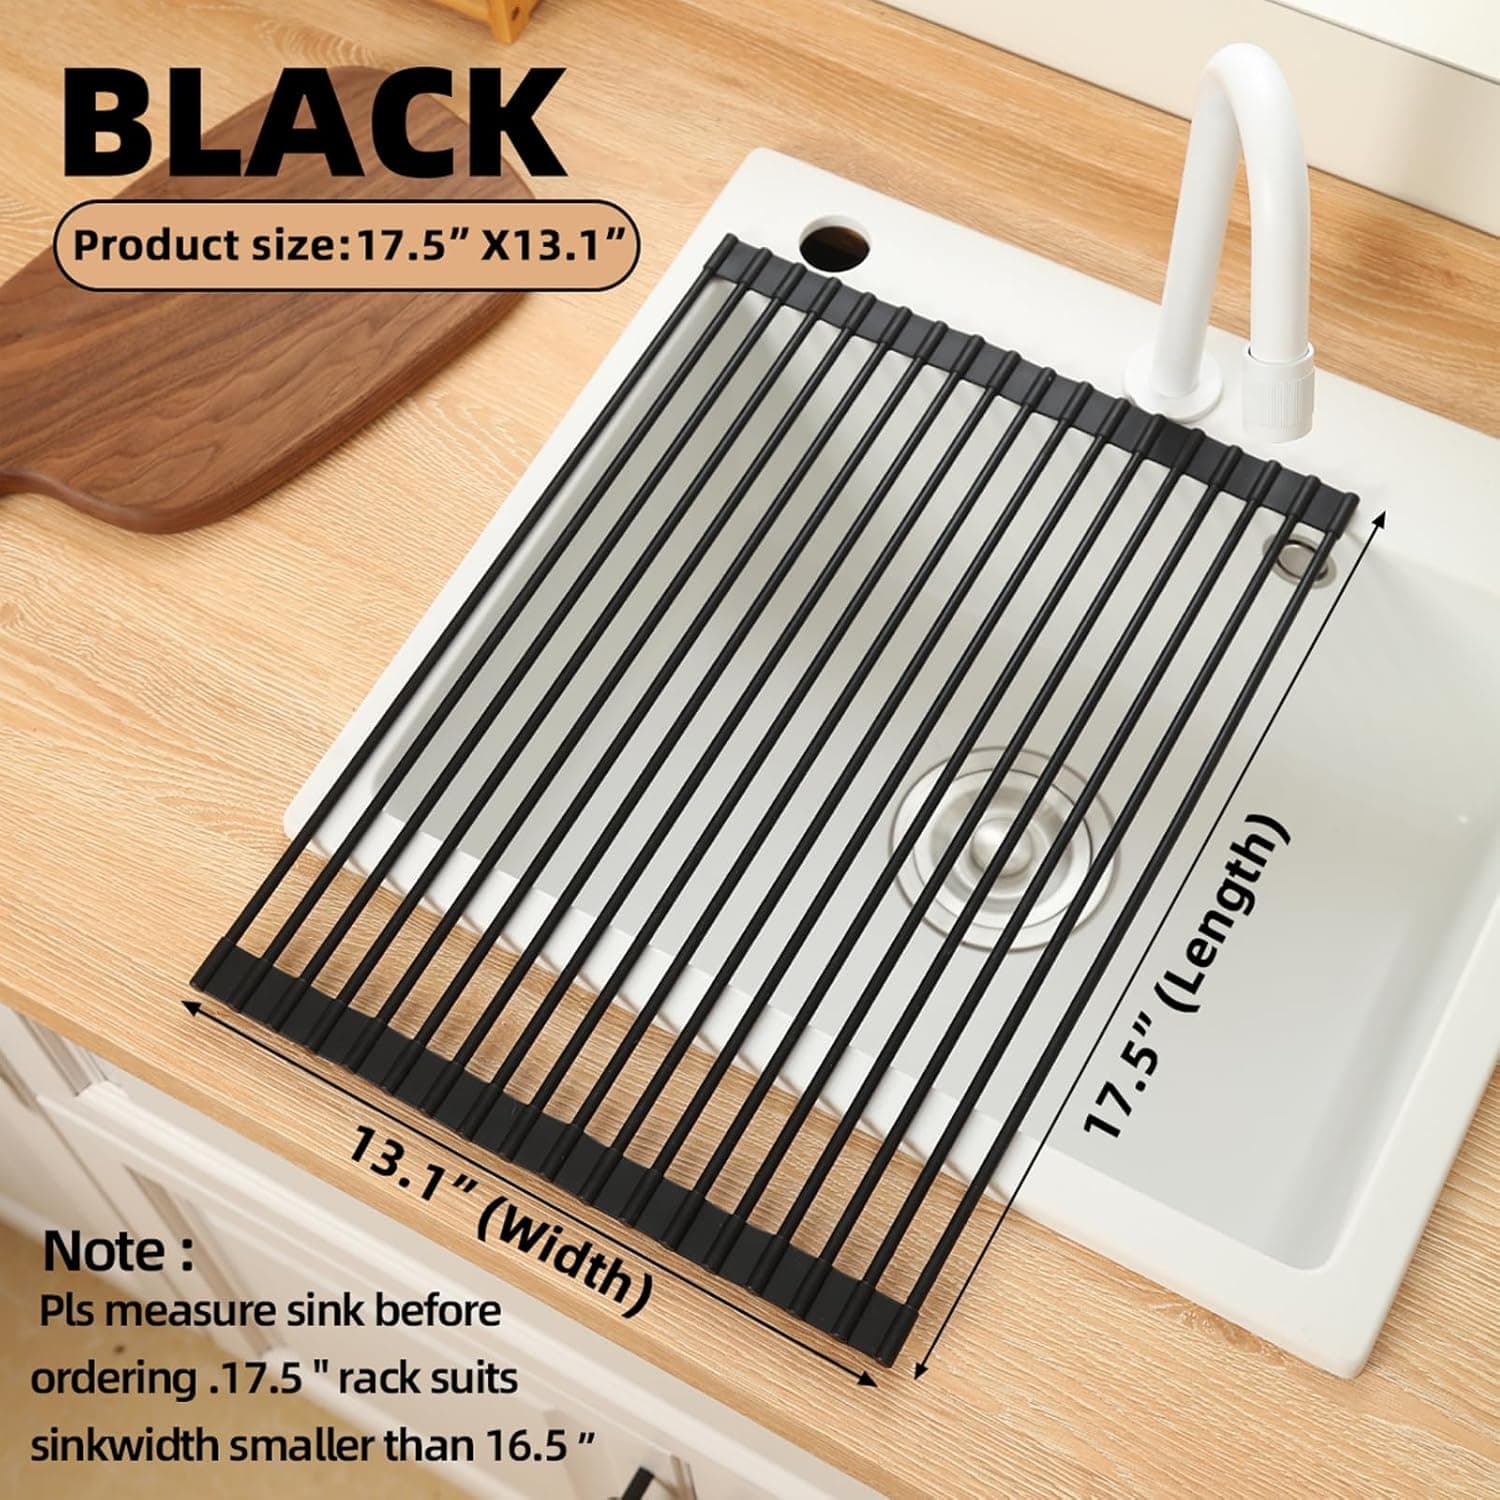 BLACK
Product size:17.5” X13.1”
17.5” (Length)
13.1” (Width)
Note :
Pls measure sink before
ordering .17.5 " rack suits
sinkwidth smaller than 16.5 ”